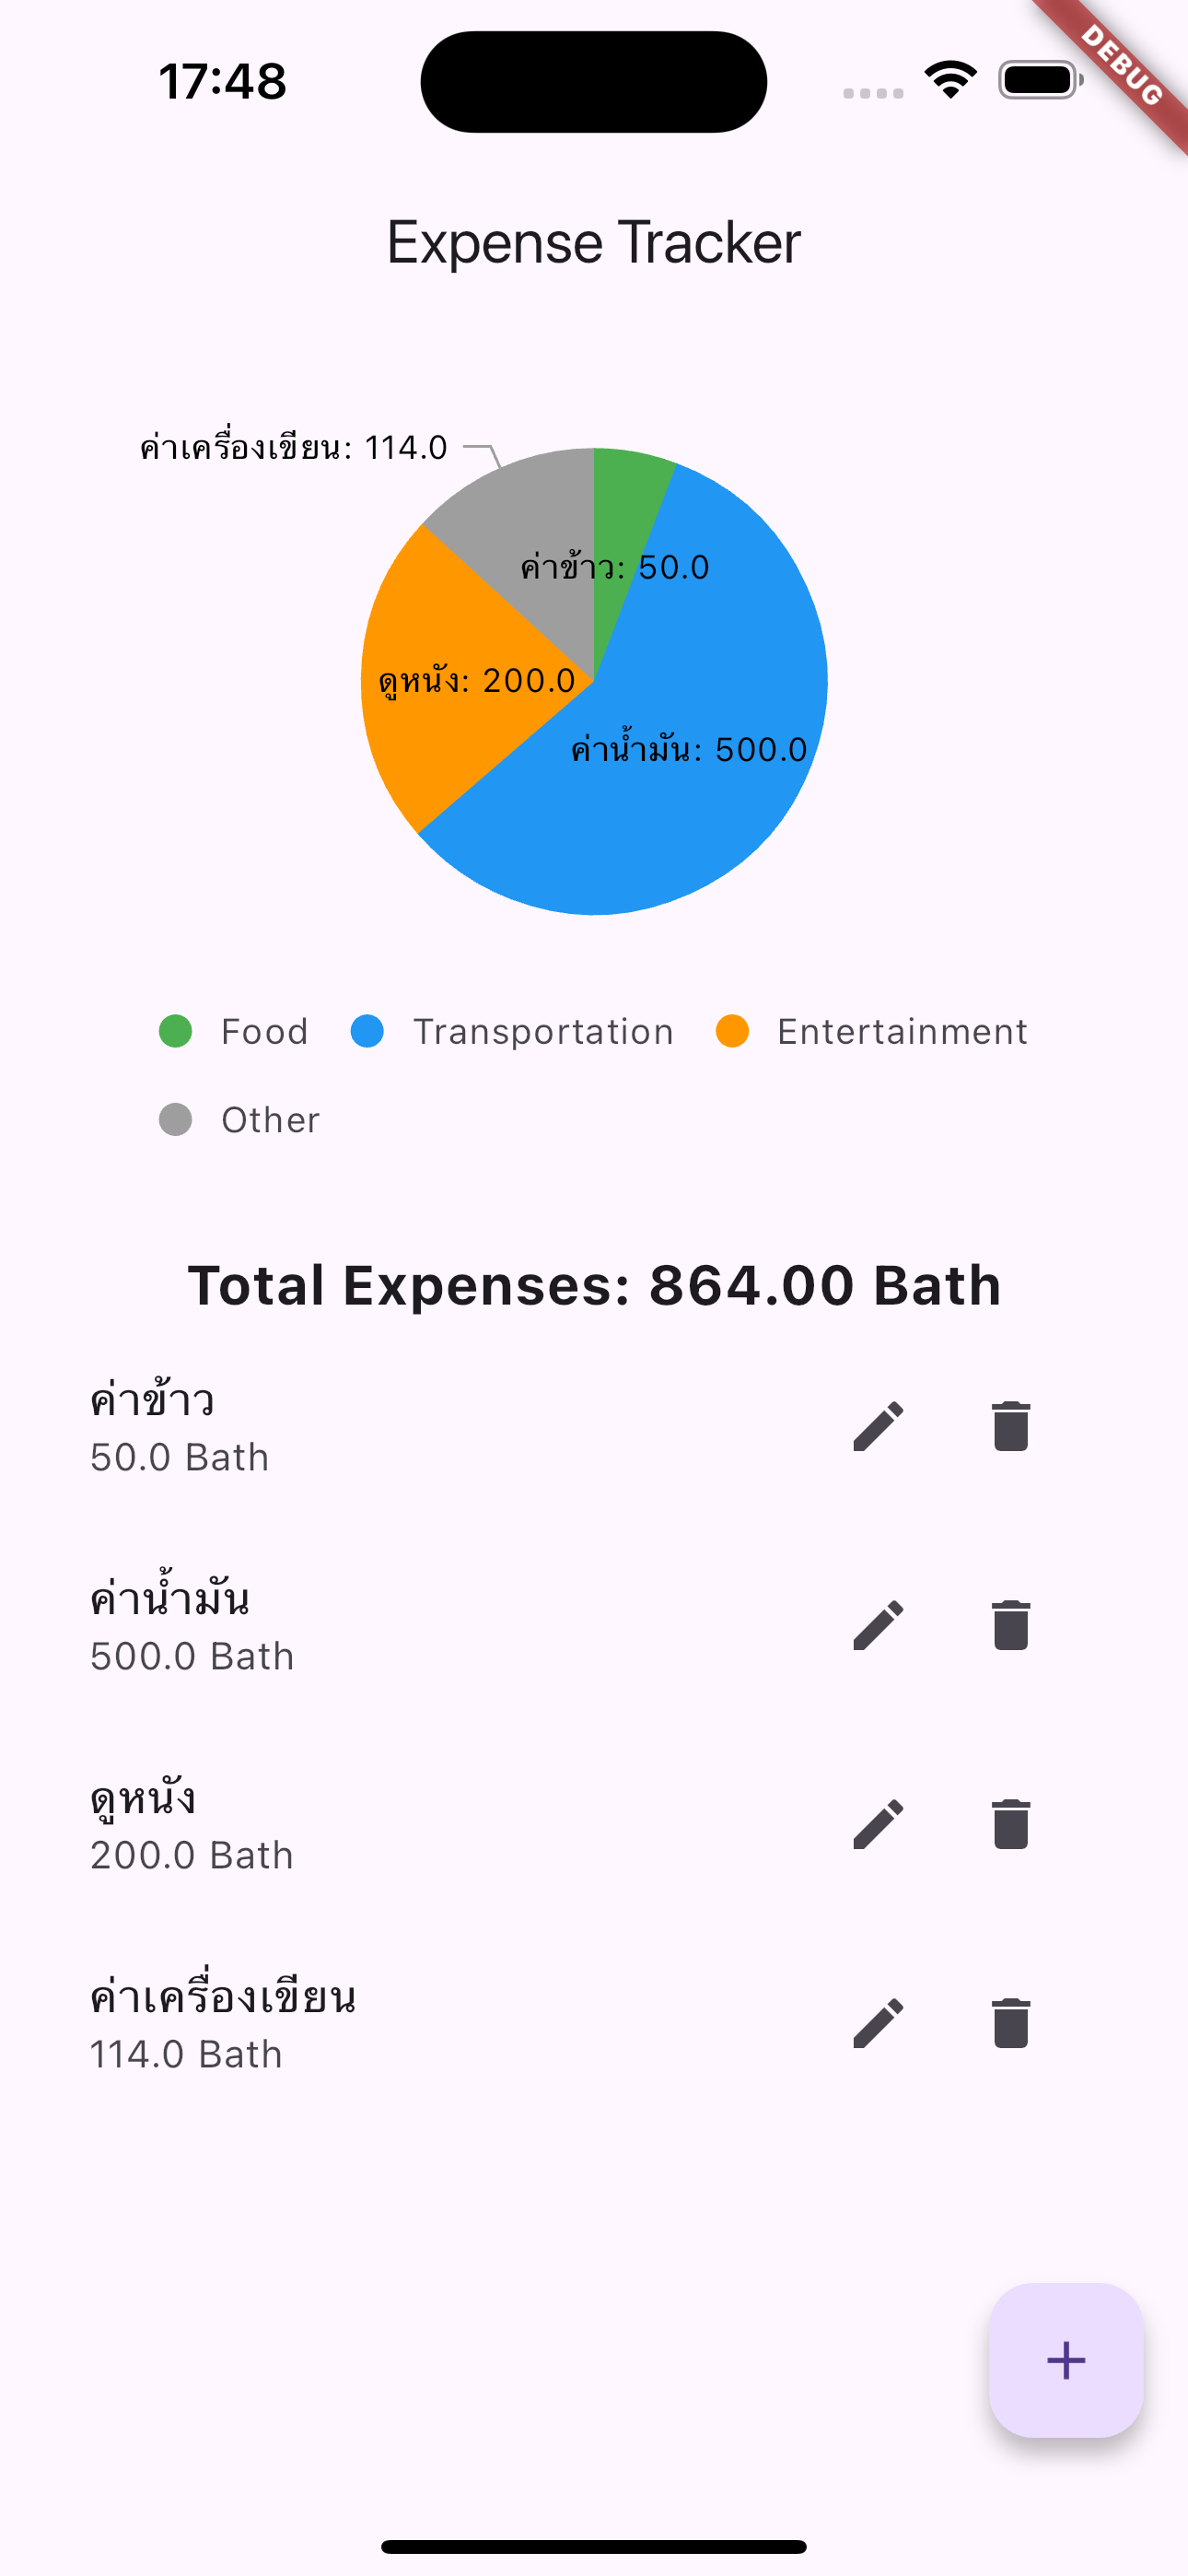 17:48
DEBUG
Expense Tracker
ค่าเครื่องเขียน: 114.0
ค่าข้าว: 50.0
ดูหนัง: 200.0
ค่าน้ำมัน: 500.0
Food Transportation Entertainment
Other
Total Expenses: 864.00 Bath
ค่าข้าว
50.0 Bath
ค่าน้ำมัน
500.0 Bath
ดูหนัง
200.0 Bath
ค่าเครื่องเขียน
114.0 Bath
+